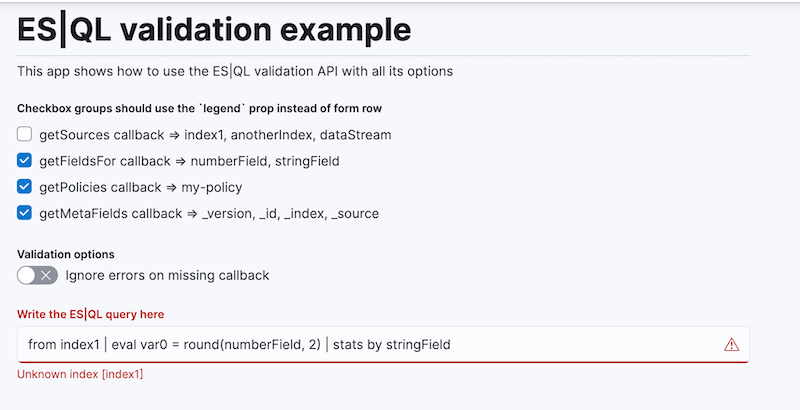 ES|QL validation example
This app shows how to use the ES|QL validation API with all its options
Checkbox groups should use the `legend` prop instead of form row
getSources callback => index1, anotherIndex, dataStream
getFieldsFor callback => numberField, stringField
getPolicies callback => my-policy
getMetaFields callback => _version, _id, _index, _source
Validation options
Ignore errors on missing callback
Write the ES|QL query here
from index1 | eval var0 = round(numberField, 2) | stats by stringField
Unknown index [index1]